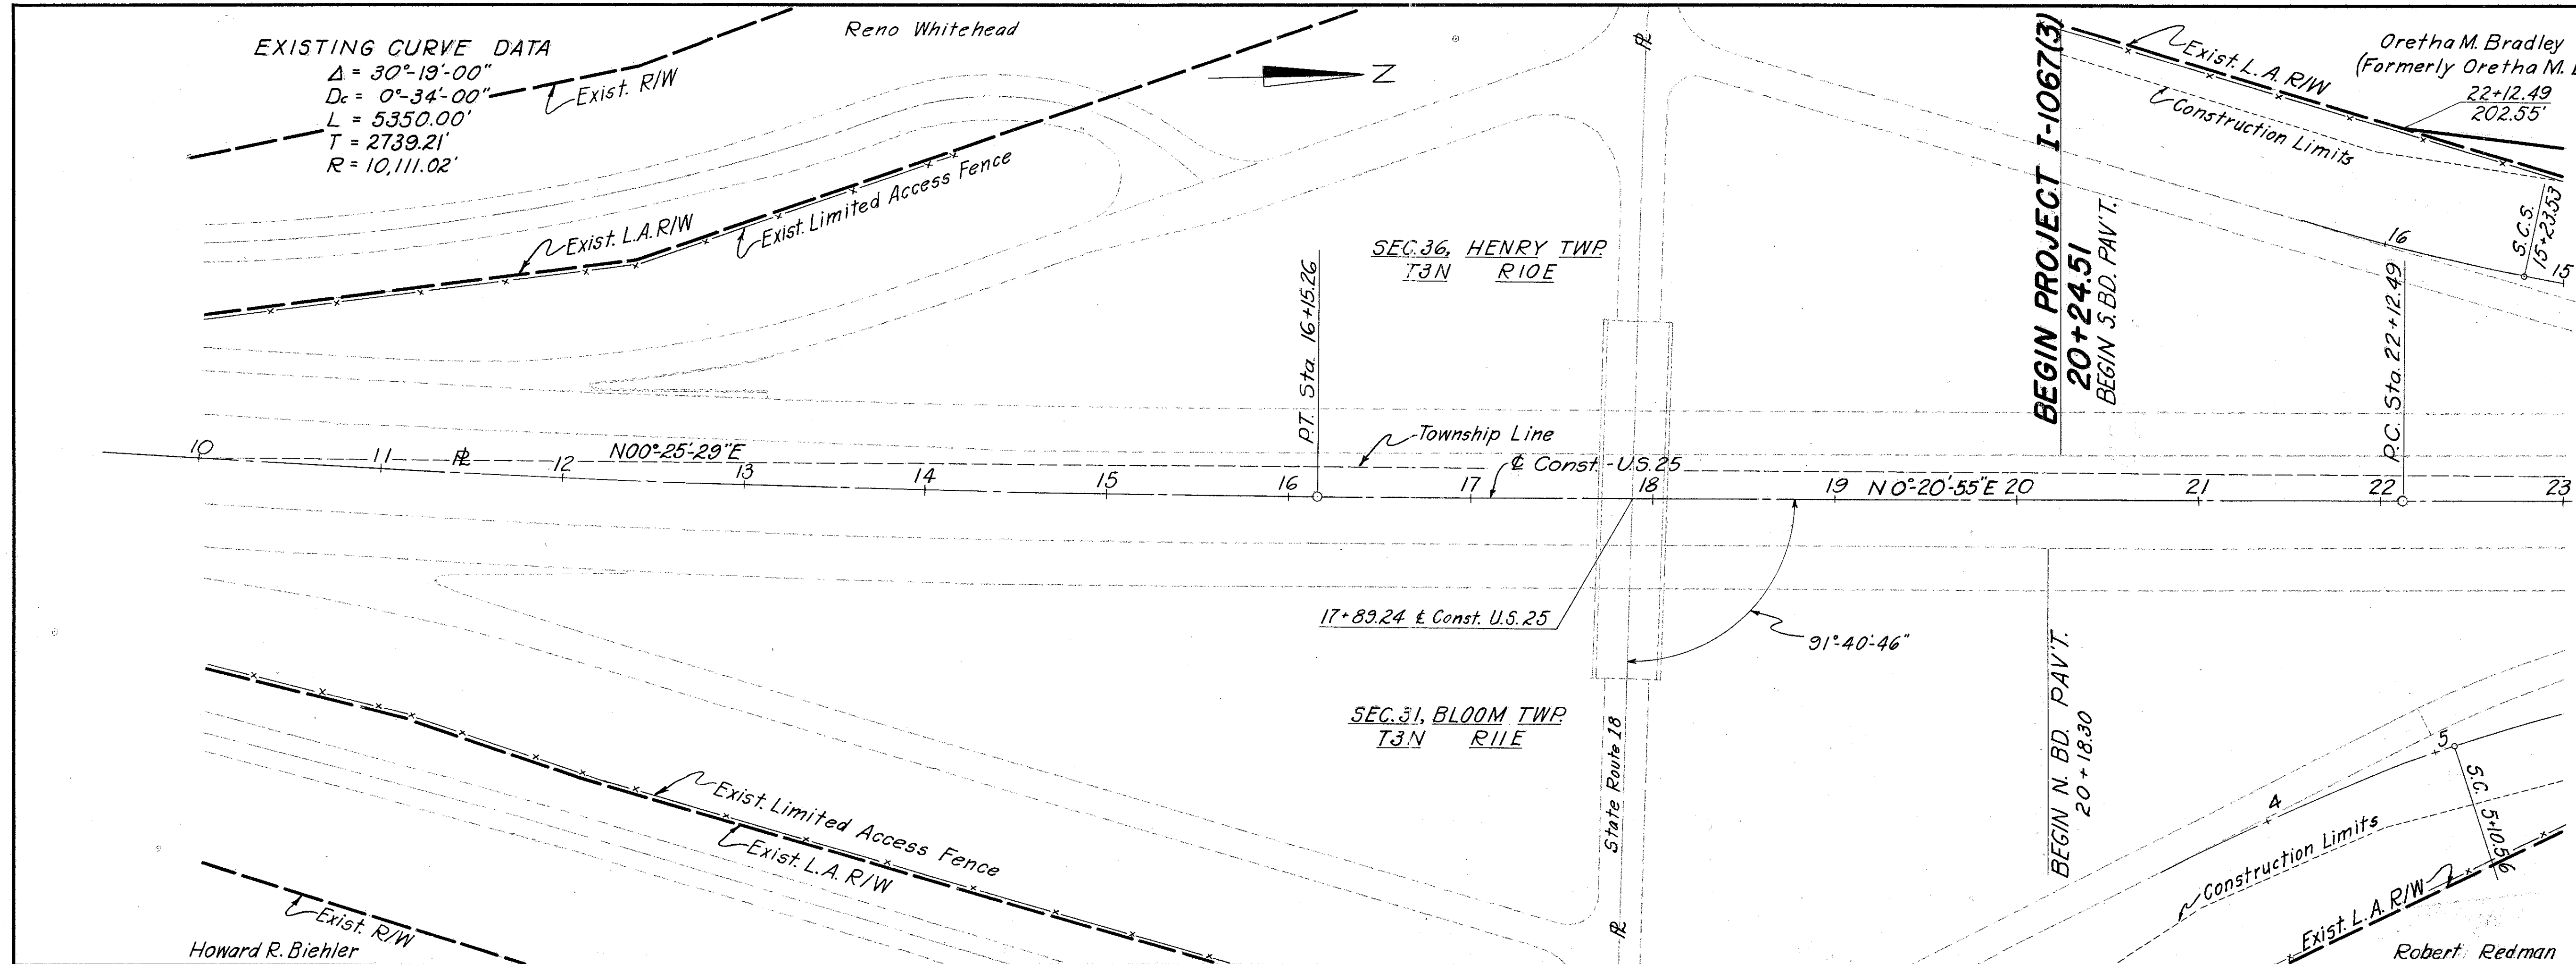 EXISTING CURVE DATA
Δ = 30°-19'-00"
Dc = 0°-34'-00"
L = 5350.00'
T = 2739.21'
R = 10,111.02'
Exist. R/W
Reno Whitehead
Z
Exist. L.A. R/W
Exist. Limited Access Fence
SEC. 36, HENRY TWP.
T3N R10E
P.T. Sta. 16+15.26
℄ Const. - U.S. 25
Township Line
N00°-25'-29"E
N 0°-20'-55"E
10 11 12 13 14 15 16 17 18 19 20 21 22 23
PL
PL
PL
BEGIN PROJECT I-1067(3)
20+24.51
BEGIN S. BD. PAV'T.
Exist. L.A. R/W
Construction Limits
Oretha M. Bradley
(Formerly Oretha M.
22+12.49
202.55'
S.C.S.
15+23.53
16
15
P.C. Sta. 22+12.49
17+89.24 ℄ Const. U.S. 25
91°-40'-46"
SEC. 31, BLOOM TWP.
T3N R11E
State Route 18
BEGIN N. BD. PAV'T.
20+18.30
Exist. Limited Access Fence
Exist. L.A. R/W
Exist. R/W
Howard R. Biehler
4
5
S.C. 5+10.56
Construction Limits
Exist. L.A. R/W
Robert Redman